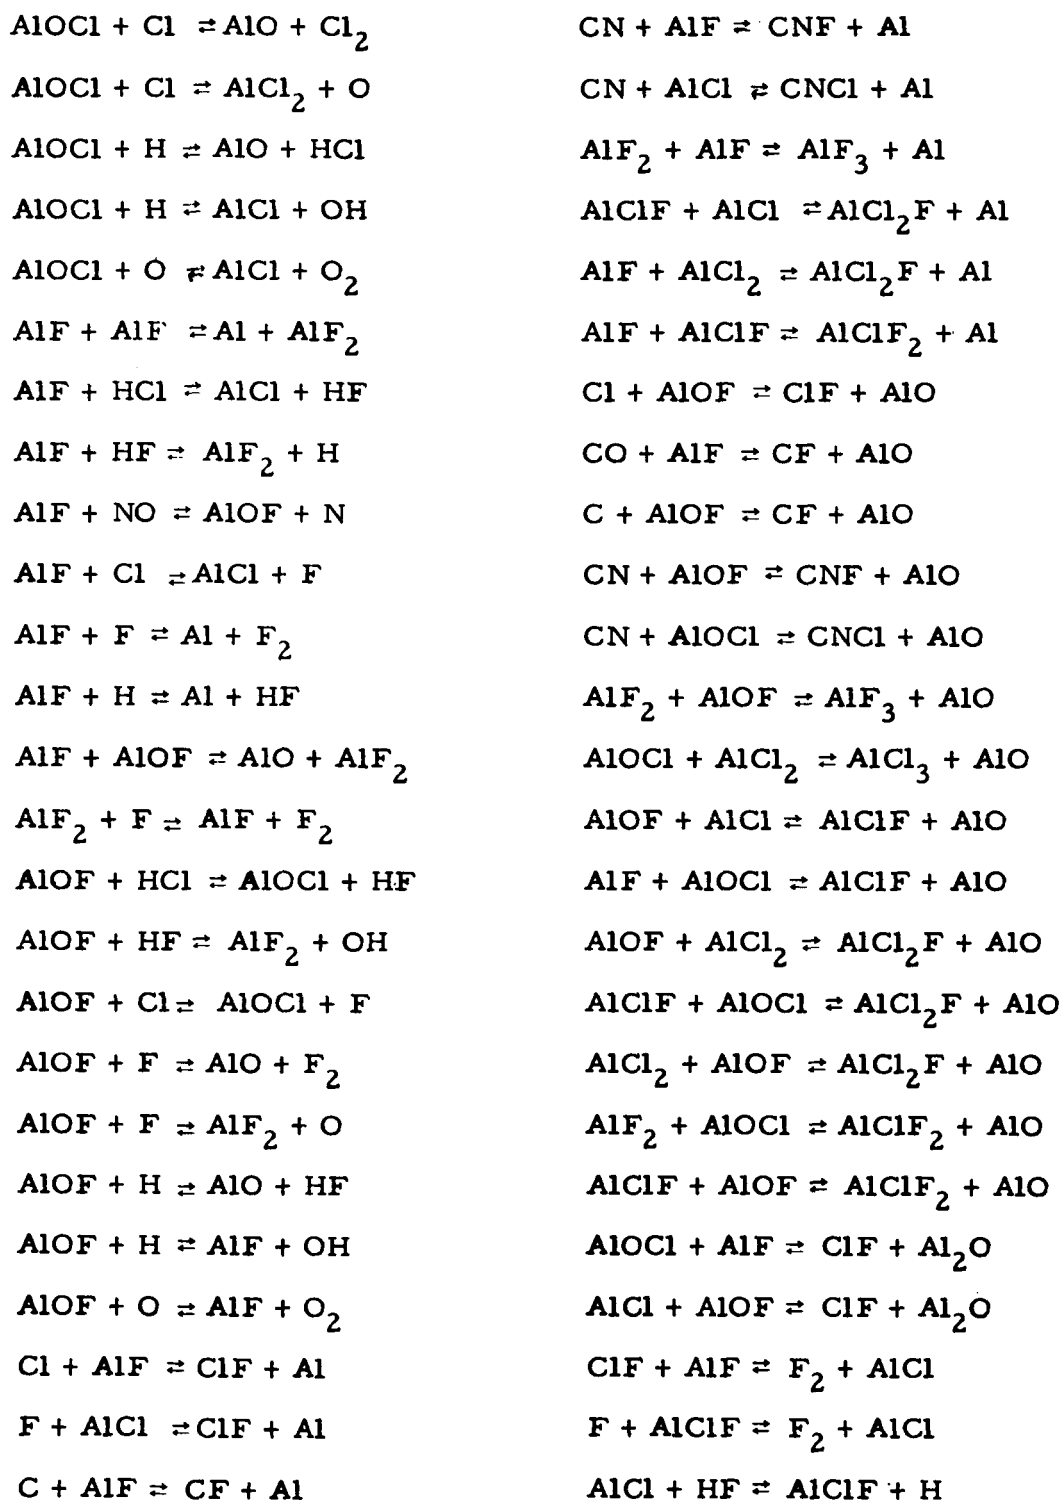 AlOCl + Cl ⇌ AlO + Cl₂
AlOCl + Cl ⇌ AlCl₂ + O
AlOCl + H ⇌ AlO + HCl
AlOCl + H ⇌ AlCl + OH
AlOCl + O ⇌ AlCl + O₂
AlF + AlF ⇌ Al + AlF₂
AlF + HCl ⇌ AlCl + HF
AlF + HF ⇌ AlF₂ + H
AlF + NO ⇌ AlOF + N
AlF + Cl ⇌ AlCl + F
AlF + F ⇌ Al + F₂
AlF + H ⇌ Al + HF
AlF + AlOF ⇌ AlO + AlF₂
AlF₂ + F ⇌ AlF + F₂
AlOF + HCl ⇌ AlOCl + HF
AlOF + HF ⇌ AlF₂ + OH
AlOF + Cl ⇌ AlOCl + F
AlOF + F ⇌ AlO + F₂
AlOF + F ⇌ AlF₂ + O
AlOF + H ⇌ AlO + HF
AlOF + H ⇌ AlF + OH
AlOF + O ⇌ AlF + O₂
Cl + AlF ⇌ ClF + Al
F + AlCl ⇌ ClF + Al
C + AlF ⇌ CF + Al
CN + AlF ⇌ CNF + Al
CN + AlCl ⇌ CNCl + Al
AlF₂ + AlF ⇌ AlF₃ + Al
AlClF + AlCl ⇌ AlCl₂F + Al
AlF + AlCl₂ ⇌ AlCl₂F + Al
AlF + AlClF ⇌ AlClF₂ + Al
Cl + AlOF ⇌ ClF + AlO
CO + AlF ⇌ CF + AlO
C + AlOF ⇌ CF + AlO
CN + AlOF ⇌ CNF + AlO
CN + AlOCl ⇌ CNCl + AlO
AlF₂ + AlOF ⇌ AlF₃ + AlO
AlOCl + AlCl₂ ⇌ AlCl₃ + AlO
AlOF + AlCl ⇌ AlClF + AlO
AlF + AlOCl ⇌ AlClF + AlO
AlOF + AlCl₂ ⇌ AlCl₂F + AlO
AlClF + AlOCl ⇌ AlCl₂F + AlO
AlCl₂ + AlOF ⇌ AlCl₂F + AlO
AlF₂ + AlOCl ⇌ AlClF₂ + AlO
AlClF + AlOF ⇌ AlClF₂ + AlO
AlOCl + AlF ⇌ ClF + Al₂O
AlCl + AlOF ⇌ ClF + Al₂O
ClF + AlF ⇌ F₂ + AlCl
F + AlClF ⇌ F₂ + AlCl
AlCl + HF ⇌ AlClF + H